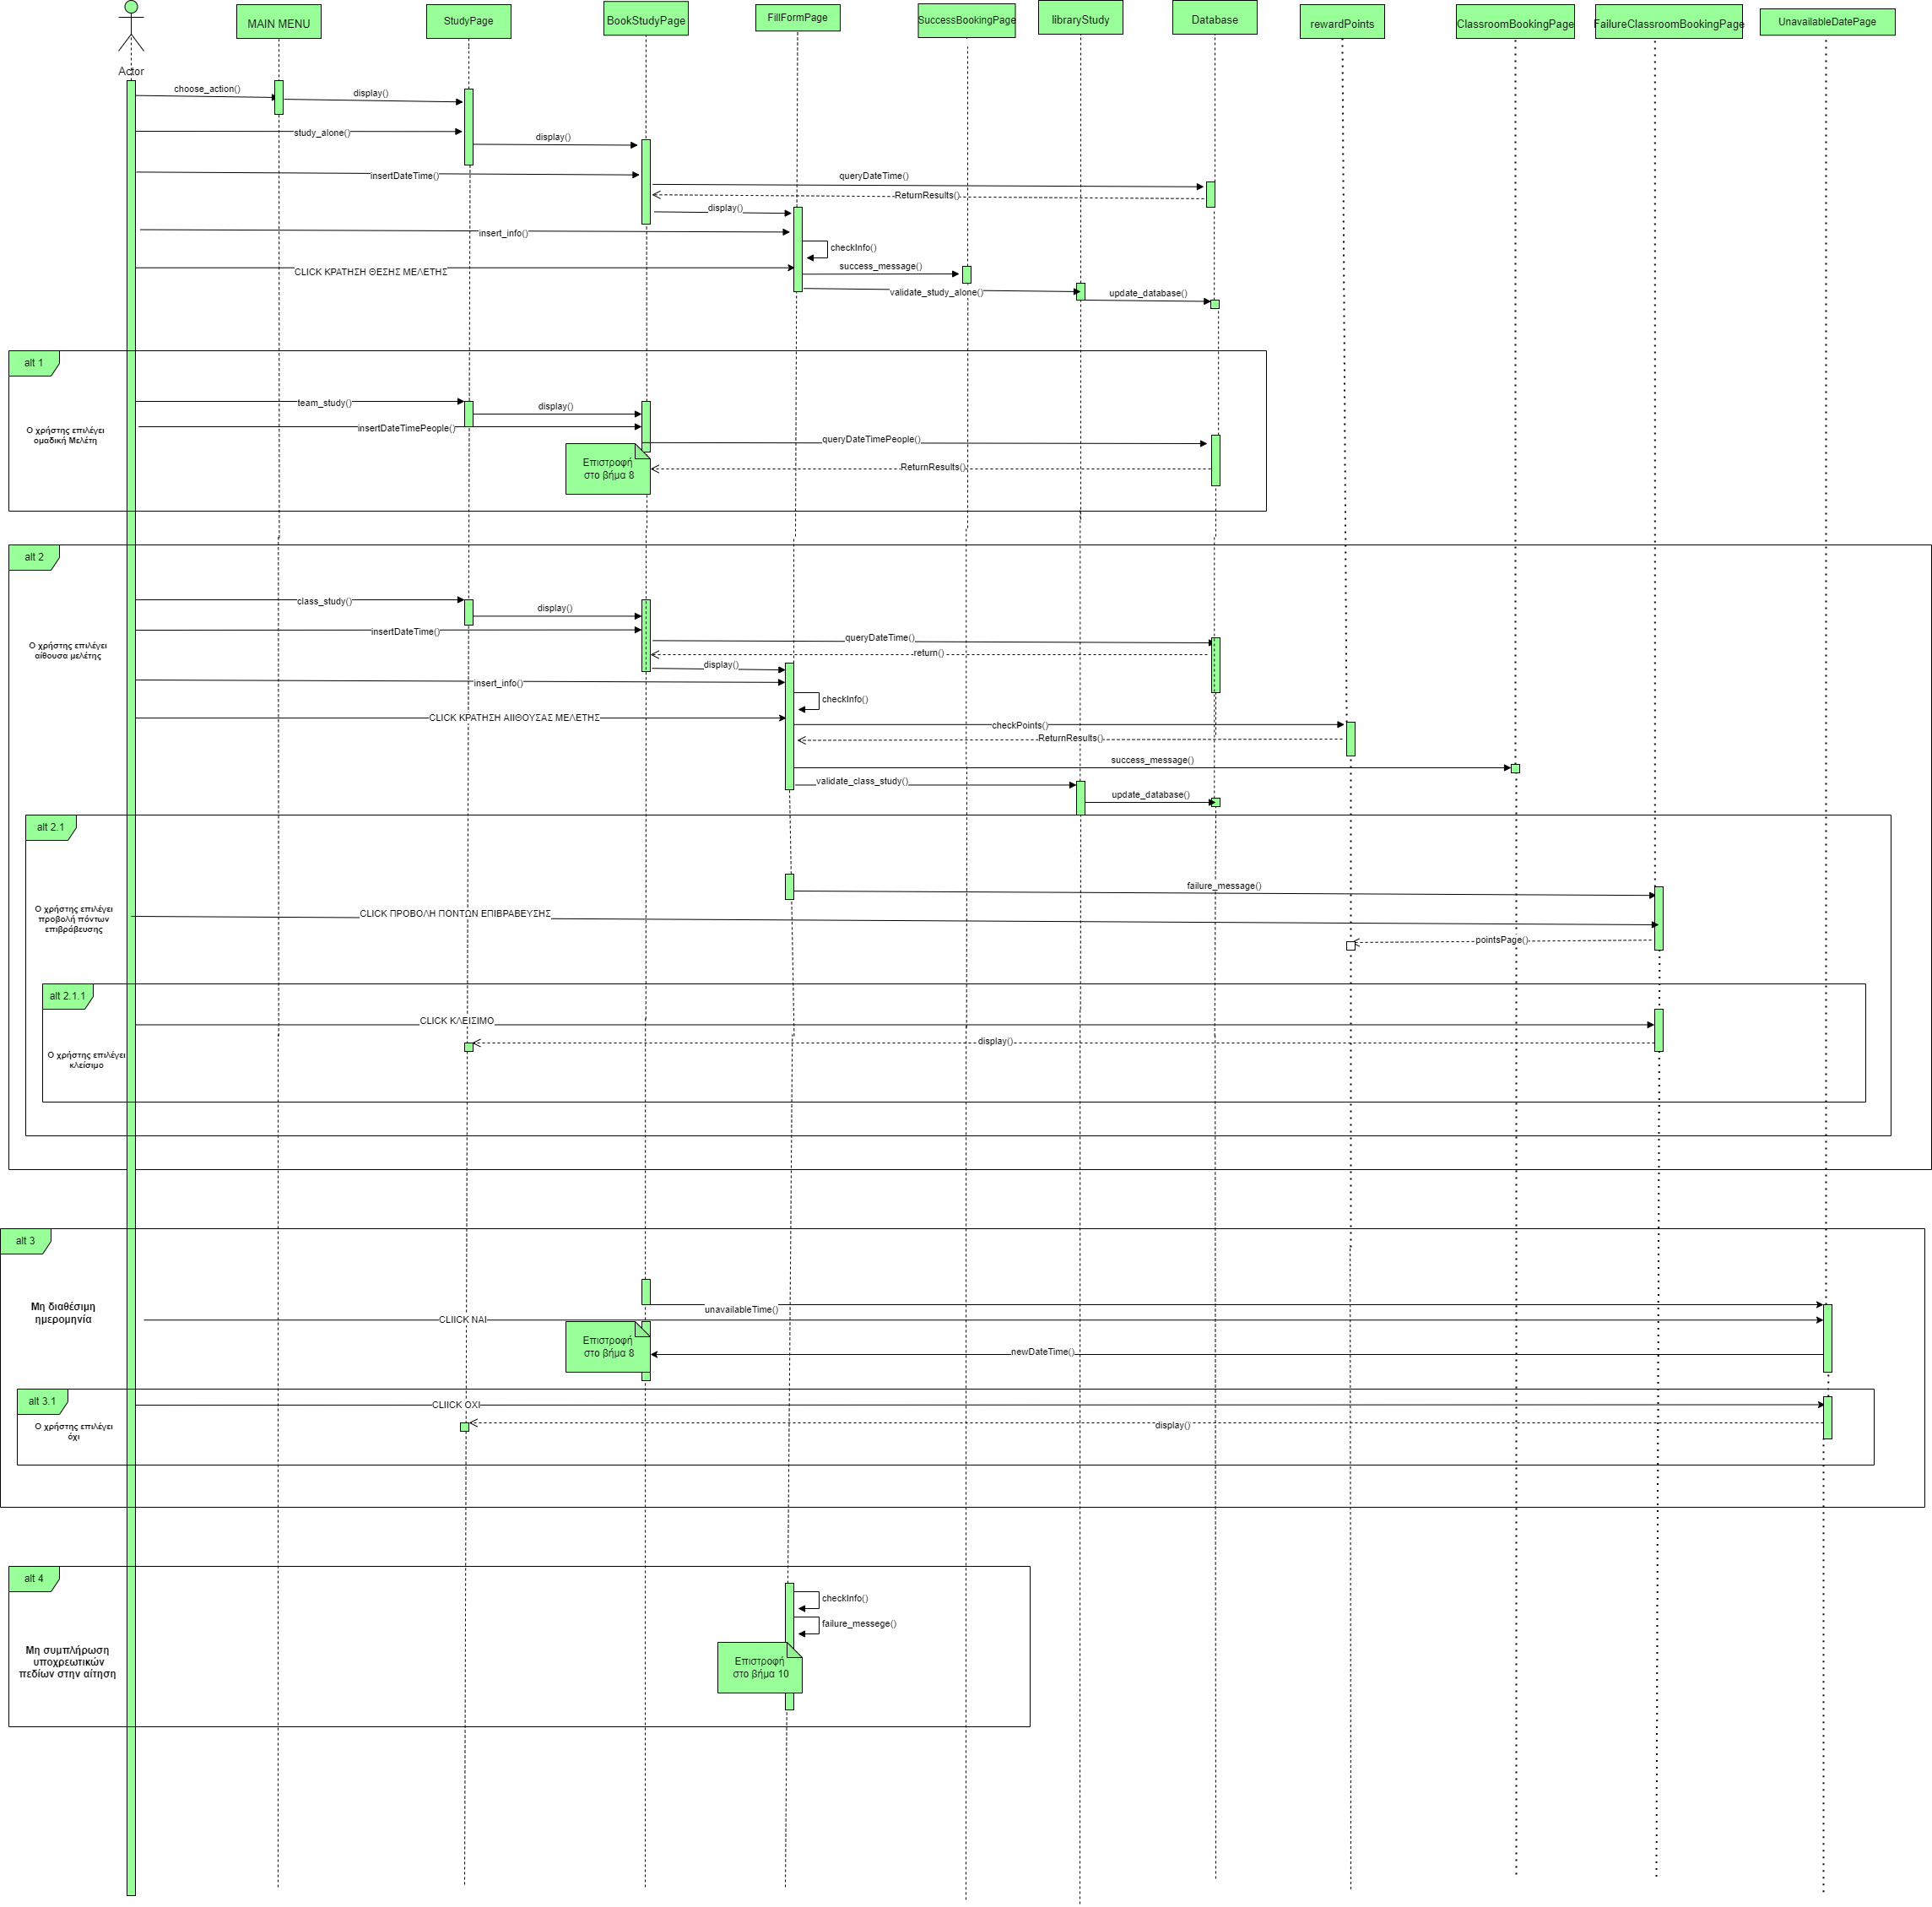 MAIN MENU
StudyPage
BookStudyPage
FillFormPage
SuccessBookingPage
libraryStudy
Database
rewardPoints
ClassroomBookingPage
FailureClassroomBookingPage
UnavailableDatePage
Actor
choose_action()
display()
study_alone()
display()
insertDateTime()
queryDateTime()
ReturnResults()
display()
insert_info()
checkInfo()
CLICK ΚΡΑΤΗΣΗ ΘΕΣΗΣ ΜΕΛΕΤΗΣ
success_message()
validate_study_alone()
update_database()
alt 1
Ο χρήστης επιλέγει
ομαδική Μελέτη
team_study()
display()
insertDateTimePeople()
queryDateTimePeople()
Επιστροφή
στο βήμα 8
ReturnResults()
alt 2
Ο χρήστης επιλέγει
αίθουσα μελέτης
class_study()
display()
insertDateTime()
queryDateTime()
return()
display()
insert_info()
checkInfo()
CLICK ΚΡΑΤΗΣΗ ΑΙΙΘΟΥΣΑΣ ΜΕΛΕΤΗΣ
checkPoints()
ReturnResults()
success_message()
validate_class_study()
update_database()
alt 2.1
Ο χρήστης επιλέγει
προβολή πόντων
επιβράβευσης
failure_message()
CLICK ΠΡΟΒΟΛΗ ΠΟΝΤΩΝ ΕΠΙΒΡΑΒΕΥΣΗΣ
pointsPage()
alt 2.1.1
CLICK ΚΛΕΙΣΙΜΟ
Ο χρήστης επιλέγει
κλείσιμο
display()
alt 3
Μη διαθέσιμη
ημερομηνία
unavailableTime()
CLIICK ΝΑΙ
Επιστροφή
στο βήμα 8
newDateTime()
alt 3.1
CLIICK ΟΧΙ
Ο χρήστης επιλέγει
όχι
display()
alt 4
Μη συμπλήρωση
υποχρεωτικών
πεδίων στην αίτηση
checkInfo()
failure_messege()
Επιστροφή
στο βήμα 10